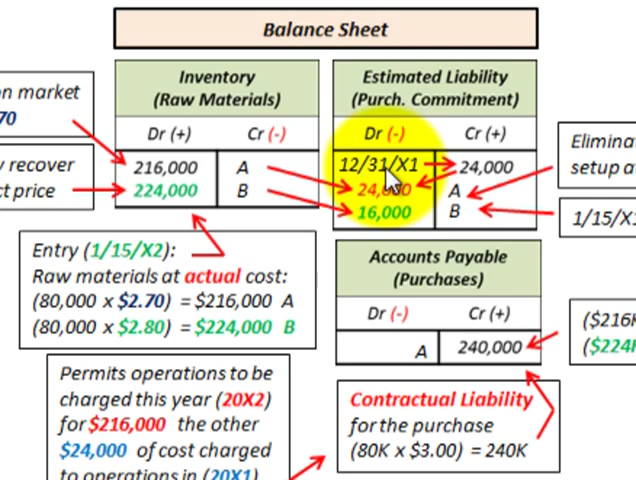 Balance Sheet
Inventory
(Raw Materials)
Dr (+) Cr (-)
216,000 A
224,000 B
Estimated Liability
(Purch. Commitment)
Dr (-) Cr (+)
12/31/X1 24,000
24,000 A
16,000 B
on market
70
recover
ct price
Elimina
setup a
1/15/X1
Entry (1/15/X2):
Raw materials at actual cost:
(80,000 x $2.70) = $216,000 A
(80,000 x $2.80) = $224,000 B
Accounts Payable
(Purchases)
Dr (-) Cr (+)
A 240,000
($216K
($224K
Permits operations to be
charged this year (20X2)
for $216,000 the other
$24,000 of cost charged
to operations in (20X1)
Contractual Liability
for the purchase
(80K x $3.00) = 240K